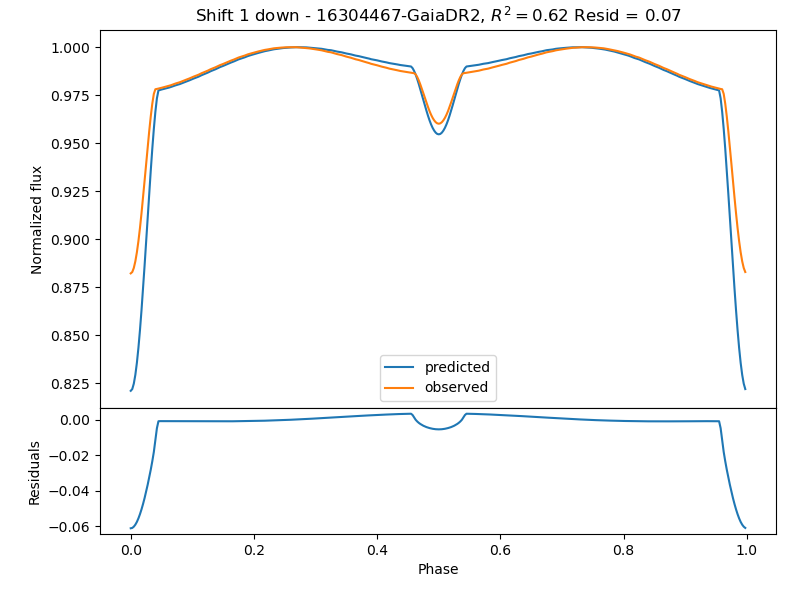 Shift 1 down - 16304467-GaiaDR2, R² = 0.62 Resid = 0.07
1.000
0.975
0.950
0.925
0.900
0.875
0.850
0.825
Normalized flux
predicted
observed
0.00
−0.02
−0.04
−0.06
Residuals
0.0 0.2 0.4 0.6 0.8 1.0
Phase